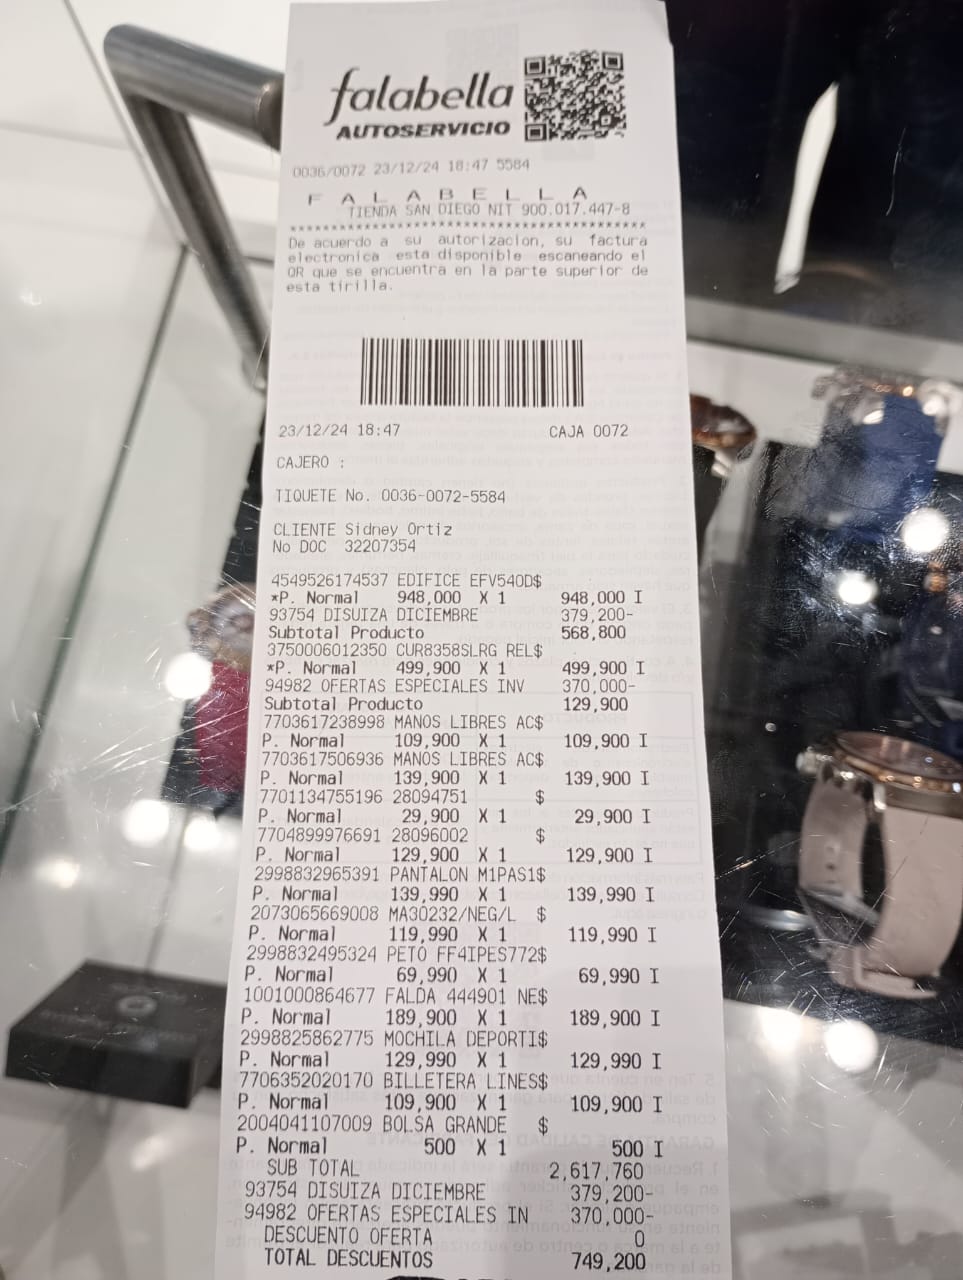 falabella
AUTOSERVICIO
0036/0072 23/12/24 18:47 5584
F A L A B E L L A
TIENDA SAN DIEGO NIT 900.017.447-8
De acuerdo a su autorizacion, su factura
electronica esta disponible escaneando el
QR que se encuentra en la parte superior de
esta tirilla.
23/12/24 18:47 CAJA 0072
CAJERO :
TIQUETE No. 0036-0072-5584
CLIENTE Sidney Ortiz
No DOC 32207354
4549526174537 EDIFICE EFV540D$
*P. Normal 948,000 X 1 948,000 I
93754 DISUIZA DICIEMBRE 379,200-
Subtotal Producto 568,800
3750006012350 CUR8358SLRG REL$
*P. Normal 499,900 X 1 499,900 I
94982 OFERTAS ESPECIALES INV 370,000-
Subtotal Producto 129,900
7703617238998 MANOS LIBRES AC$
P. Normal 109,900 X 1 109,900 I
7703617506936 MANOS LIBRES AC$
P. Normal 139,900 X 1 139,900 I
7701134755196 28094751 $
P. Normal 29,900 X 1 29,900 I
7704899976691 28096002 $
P. Normal 129,900 X 1 129,900 I
2998832965391 PANTALON M1PAS1$
P. Normal 139,990 X 1 139,990 I
2073065669008 MA30232/NEG/L $
P. Normal 119,990 X 1 119,990 I
2998832495324 PETO FF4IPES772$
P. Normal 69,990 X 1 69,990 I
1001000864677 FALDA 444901 NE$
P. Normal 189,900 X 1 189,900 I
2998825862775 MOCHILA DEPORTI$
P. Normal 129,990 X 1 129,990 I
7706352020170 BILLETERA LINES$
P. Normal 109,900 X 1 109,900 I
2004041107009 BOLSA GRANDE $
P. Normal 500 X 1 500 I
SUB TOTAL 2,617,760
93754 DISUIZA DICIEMBRE 379,200-
94982 OFERTAS ESPECIALES IN 370,000-
DESCUENTO OFERTA 0
TOTAL DESCUENTOS 749,200